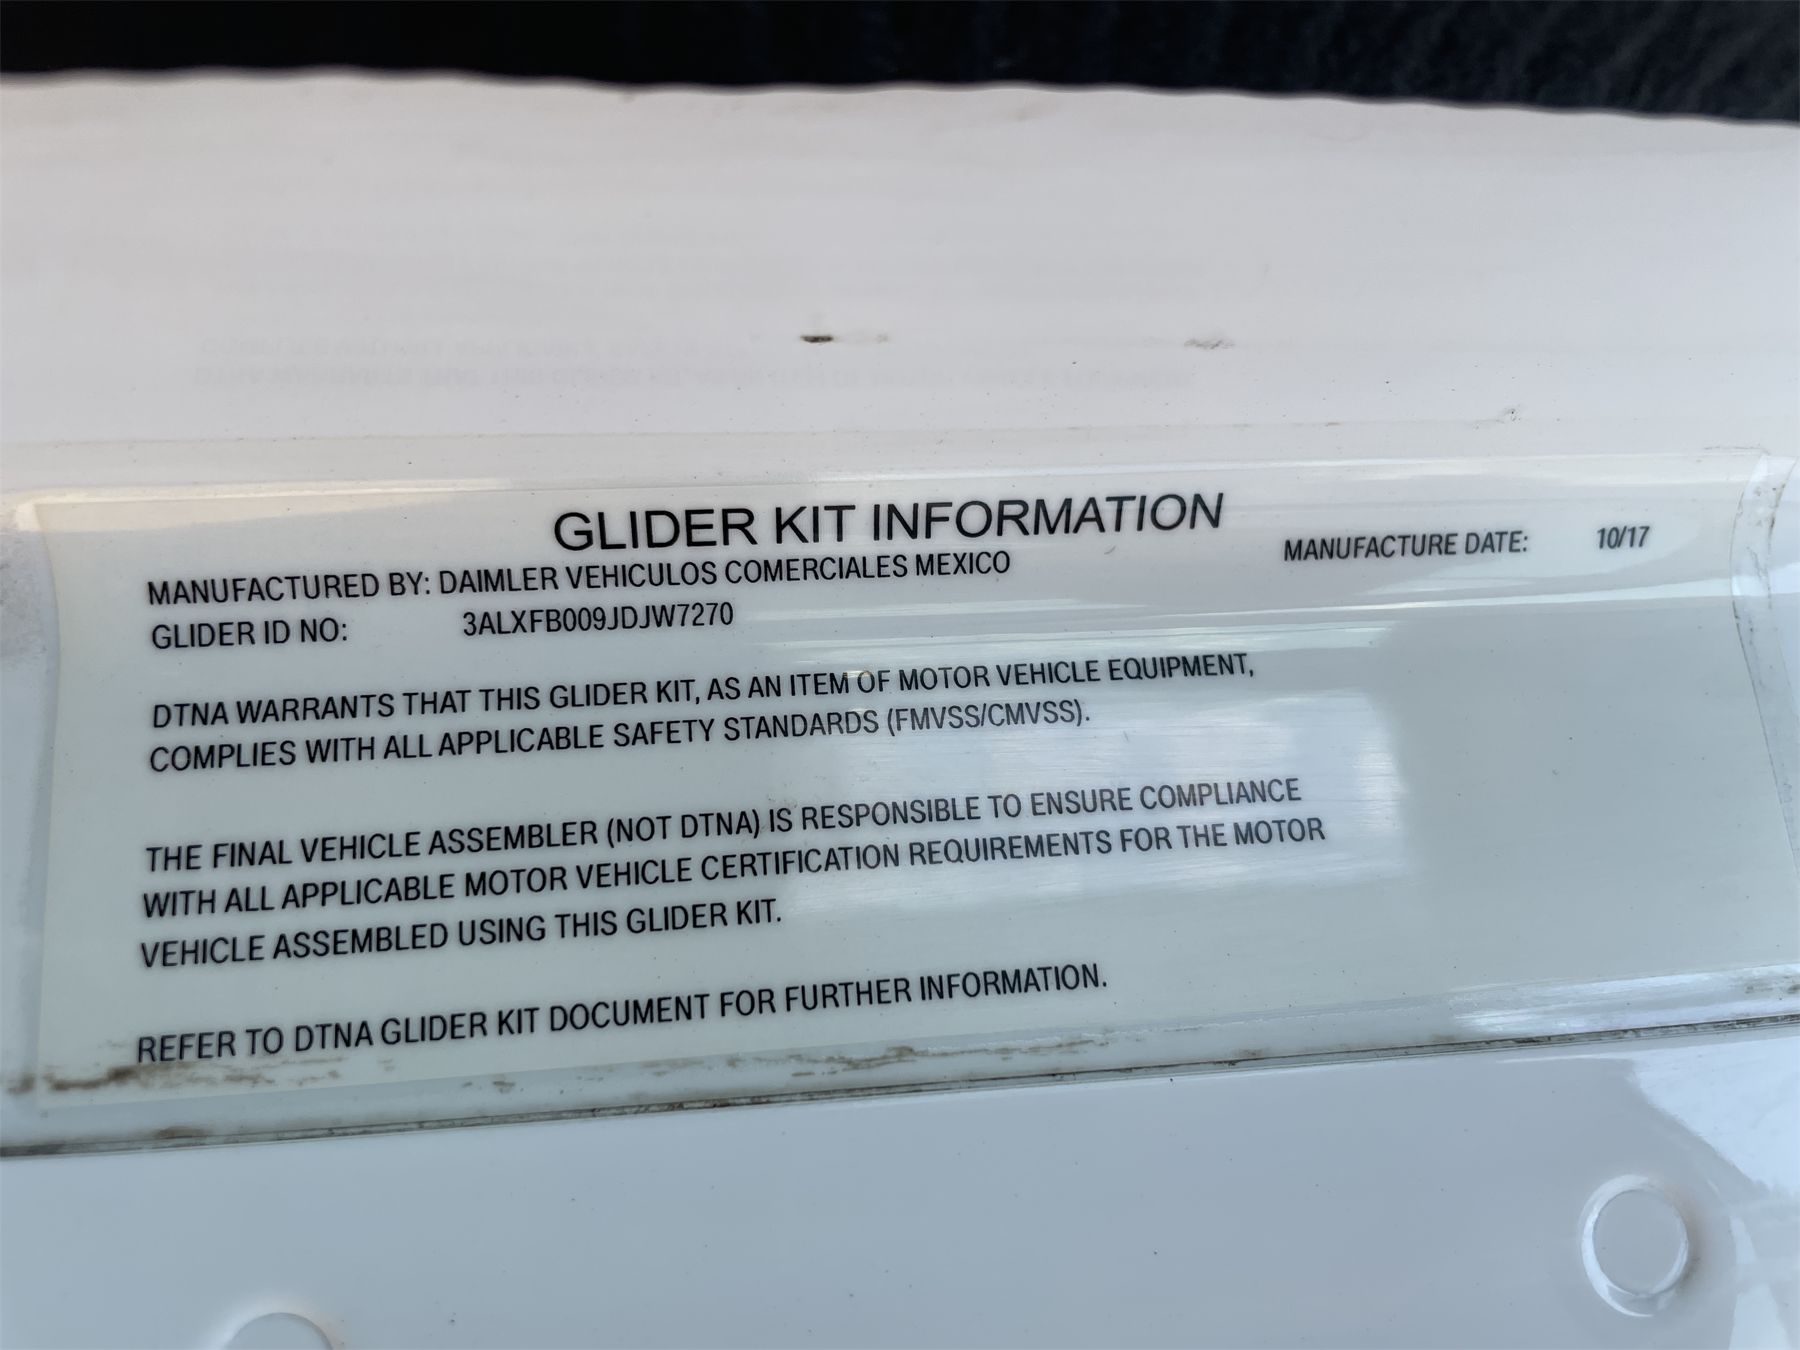 GLIDER KIT INFORMATION
MANUFACTURED BY: DAIMLER VEHICULOS COMERCIALES MEXICO
MANUFACTURE DATE: 10/17
GLIDER ID NO: 3ALXFB009JDJW7270
DTNA WARRANTS THAT THIS GLIDER KIT, AS AN ITEM OF MOTOR VEHICLE EQUIPMENT,
COMPLIES WITH ALL APPLICABLE SAFETY STANDARDS (FMVSS/CMVSS).
THE FINAL VEHICLE ASSEMBLER (NOT DTNA) IS RESPONSIBLE TO ENSURE COMPLIANCE
WITH ALL APPLICABLE MOTOR VEHICLE CERTIFICATION REQUIREMENTS FOR THE MOTOR
VEHICLE ASSEMBLED USING THIS GLIDER KIT.
REFER TO DTNA GLIDER KIT DOCUMENT FOR FURTHER INFORMATION.